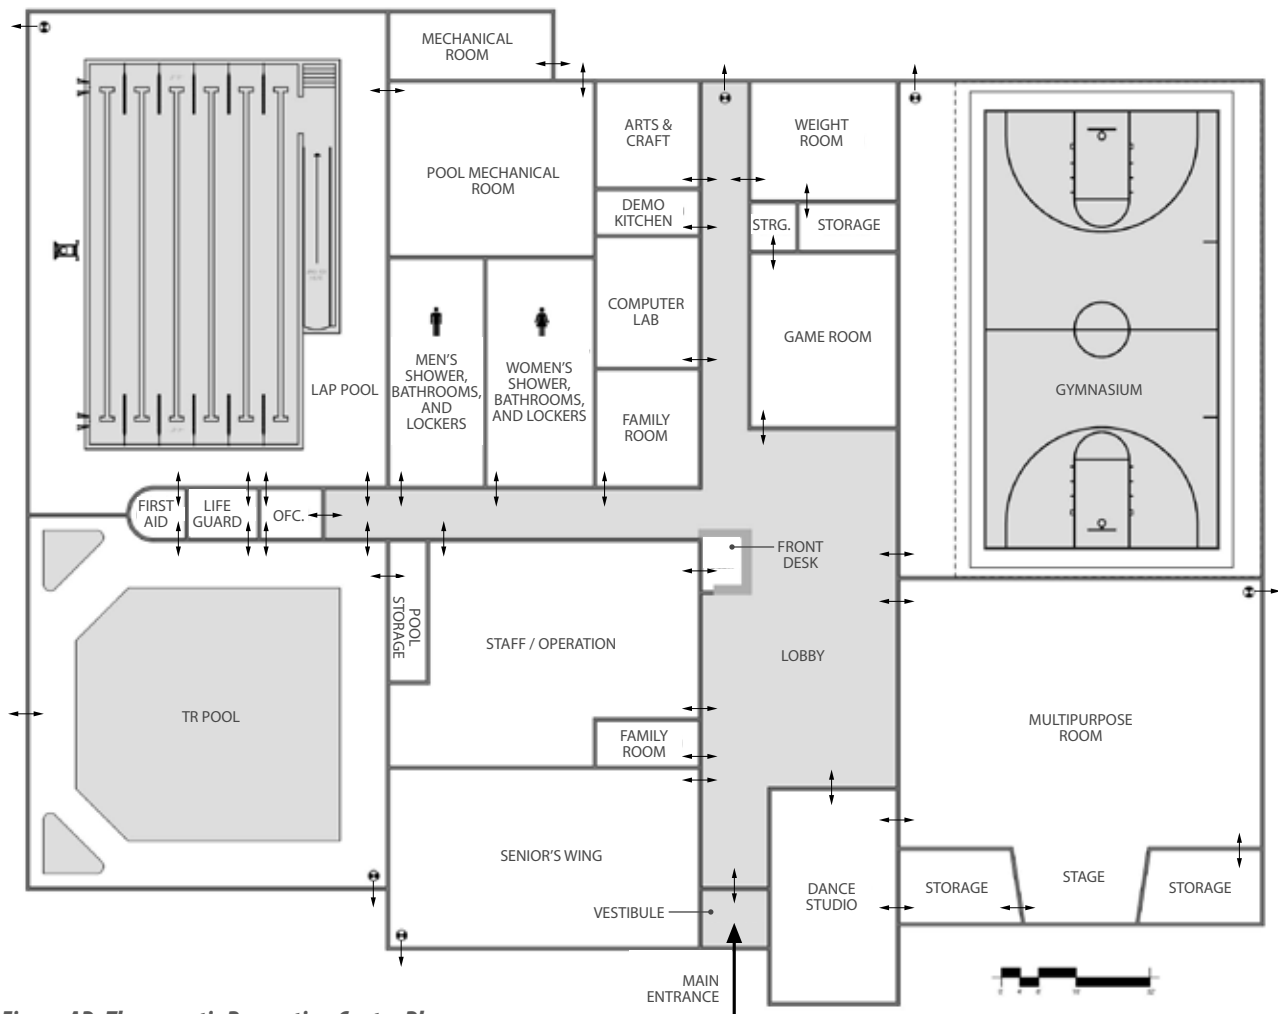 MECHANICAL
ROOM
ARTS &
CRAFT
WEIGHT
ROOM
POOL MECHANICAL
ROOM
DEMO
KITCHEN
STRG.
STORAGE
COMPUTER
LAB
GAME ROOM
MEN'S
SHOWER,
BATHROOMS,
AND
LOCKERS
WOMEN'S
SHOWER,
BATHROOMS,
AND LOCKERS
LAP POOL
GYMNASIUM
FAMILY
ROOM
FIRST
AID
LIFE
GUARD
OFC.
FRONT
DESK
POOL
STORAGE
STAFF / OPERATION
LOBBY
TR POOL
MULTIPURPOSE
ROOM
FAMILY
ROOM
SENIOR'S WING
STORAGE
STAGE
STORAGE
DANCE
STUDIO
VESTIBULE
MAIN
ENTRANCE